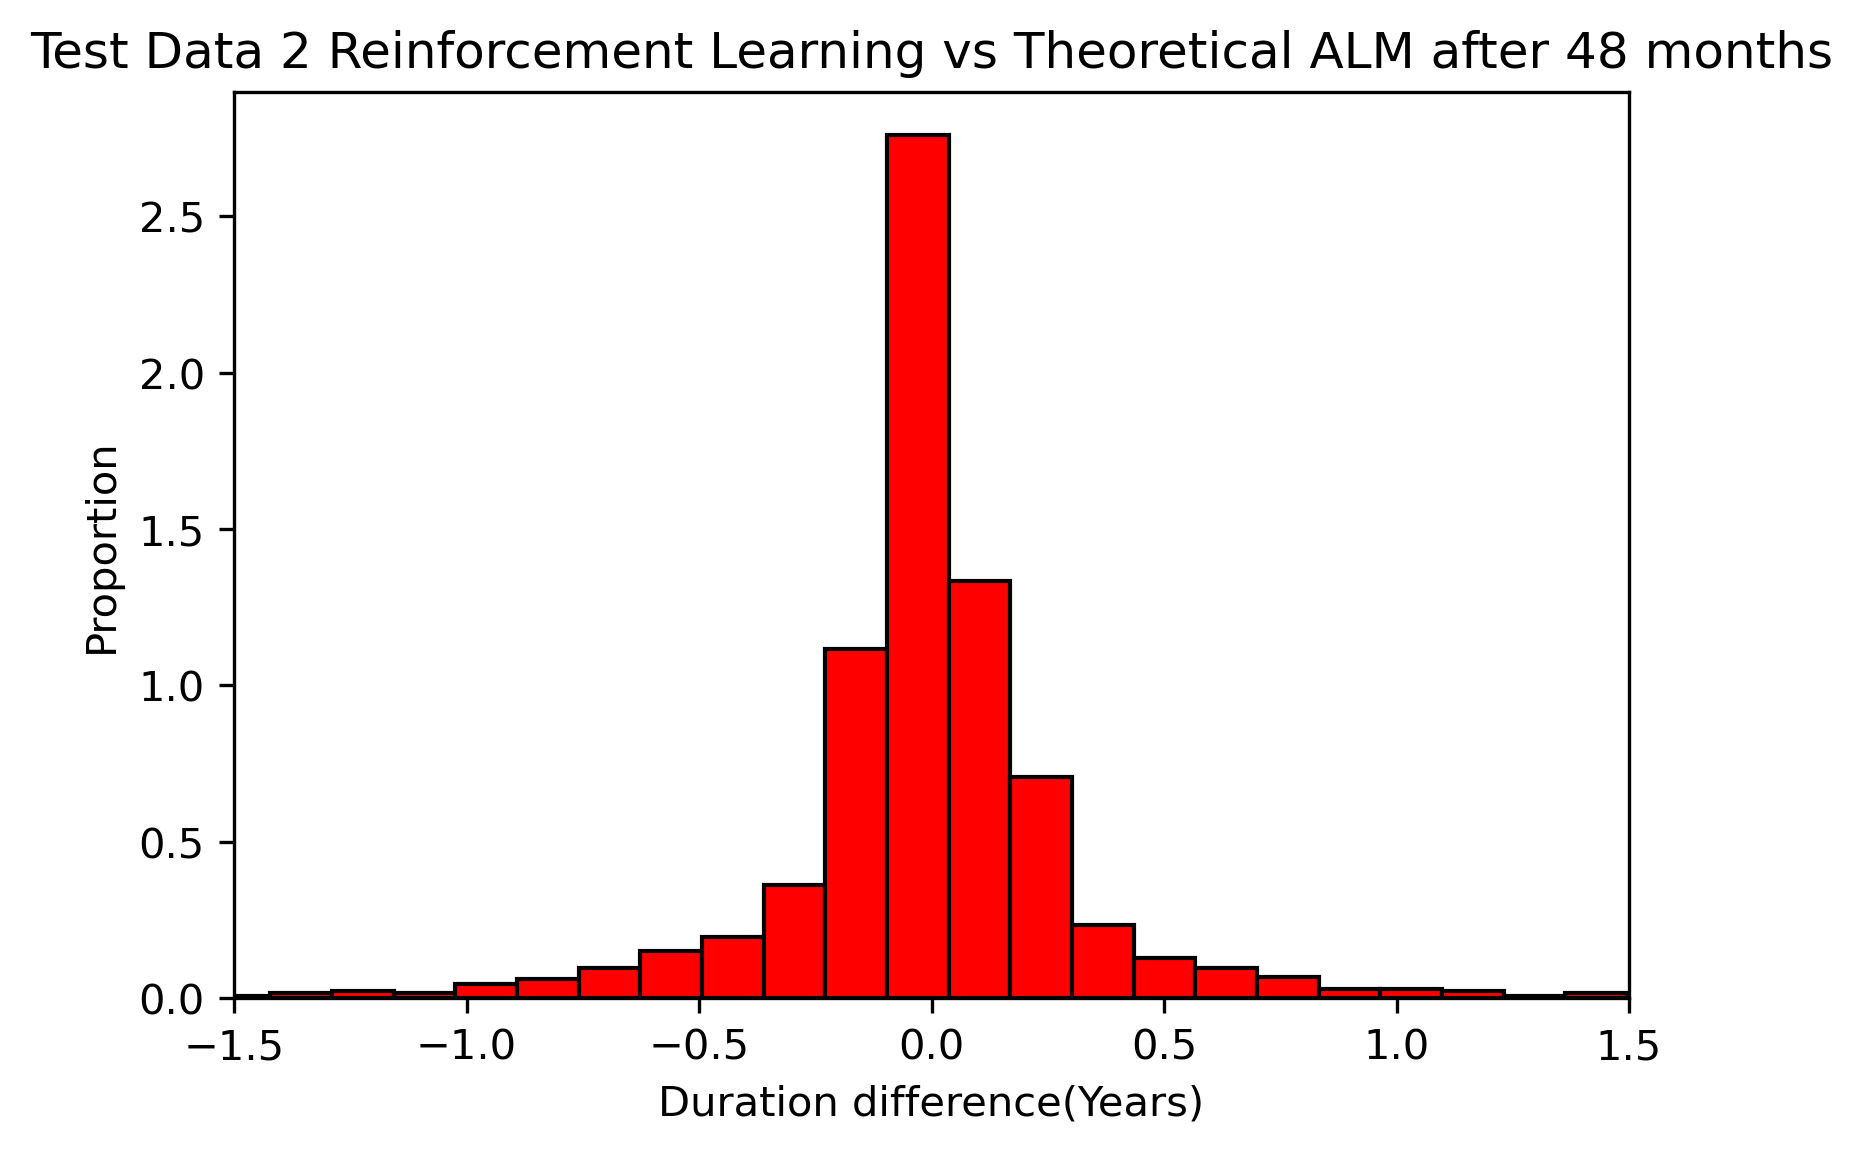 Test Data 2 Reinforcement Learning vs Theoretical ALM after 48 months
2.5
2.0
1.5
1.0
0.5
0.0
Proportion
−1.5 −1.0 −0.5 0.0 0.5 1.0 1.5
Duration difference(Years)